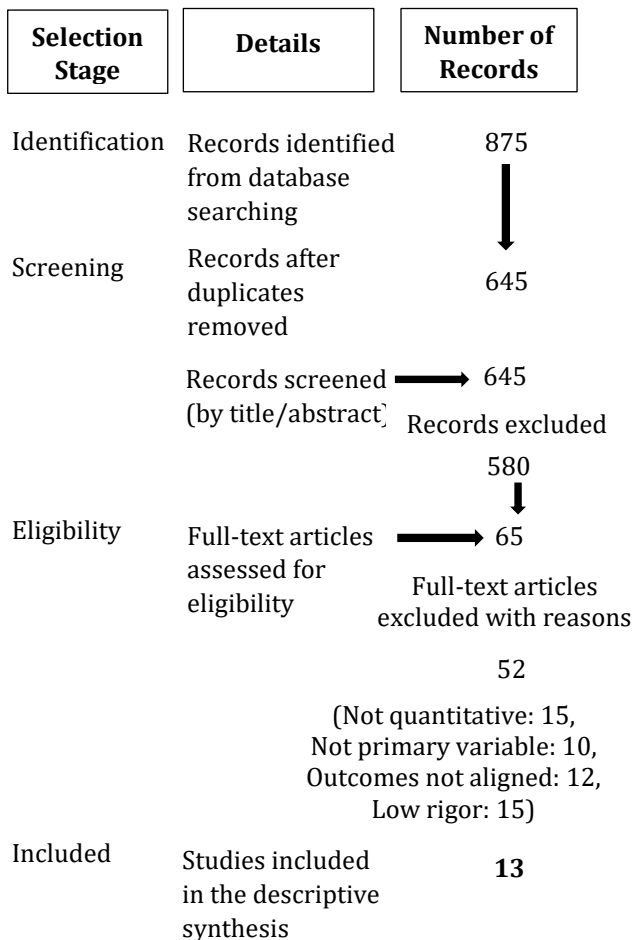 Selection
Stage
Details
Number of
Records
Identification
Records identified
from database
searching
875
Screening
Records after
duplicates
removed
645
Records screened
(by title/abstract)
645
Records excluded
580
Eligibility
Full-text articles
assessed for
eligibility
65
Full-text articles
excluded with reasons
52
(Not quantitative: 15,
Not primary variable: 10,
Outcomes not aligned: 12,
Low rigor: 15)
Included
Studies included
in the descriptive
synthesis
13